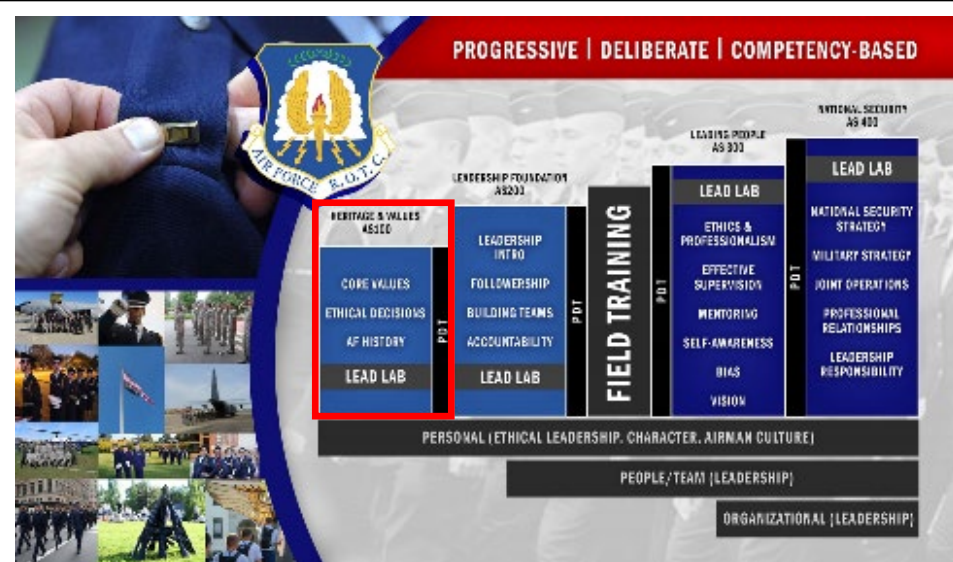 PROGRESSIVE | DELIBERATE | COMPETENCY-BASED
AIR FORCE R.O.T.C.
HERITAGE & VALUES
AS100
CORE VALUES
ETHICAL DECISIONS
AF HISTORY
LEAD LAB
PDT
LEADERSHIP FOUNDATION
AS200
LEADERSHIP
INTRO
FOLLOWERSHIP
BUILDING TEAMS
ACCOUNTABILITY
LEAD LAB
PDT
FIELD TRAINING
PDT
LEADING PEOPLE
AS 300
LEAD LAB
ETHICS &
PROFESSIONALISM
EFFECTIVE
SUPERVISION
MENTORING
SELF-AWARENESS
BIAS
VISION
PDT
NATIONAL SECURITY
AS 400
LEAD LAB
NATIONAL SECURITY
STRATEGY
MILITARY STRATEGY
JOINT OPERATIONS
PROFESSIONAL
RELATIONSHIPS
LEADERSHIP
RESPONSIBILITY
PERSONAL (ETHICAL LEADERSHIP, CHARACTER, AIRMAN CULTURE)
PEOPLE/TEAM (LEADERSHIP)
ORGANIZATIONAL (LEADERSHIP)